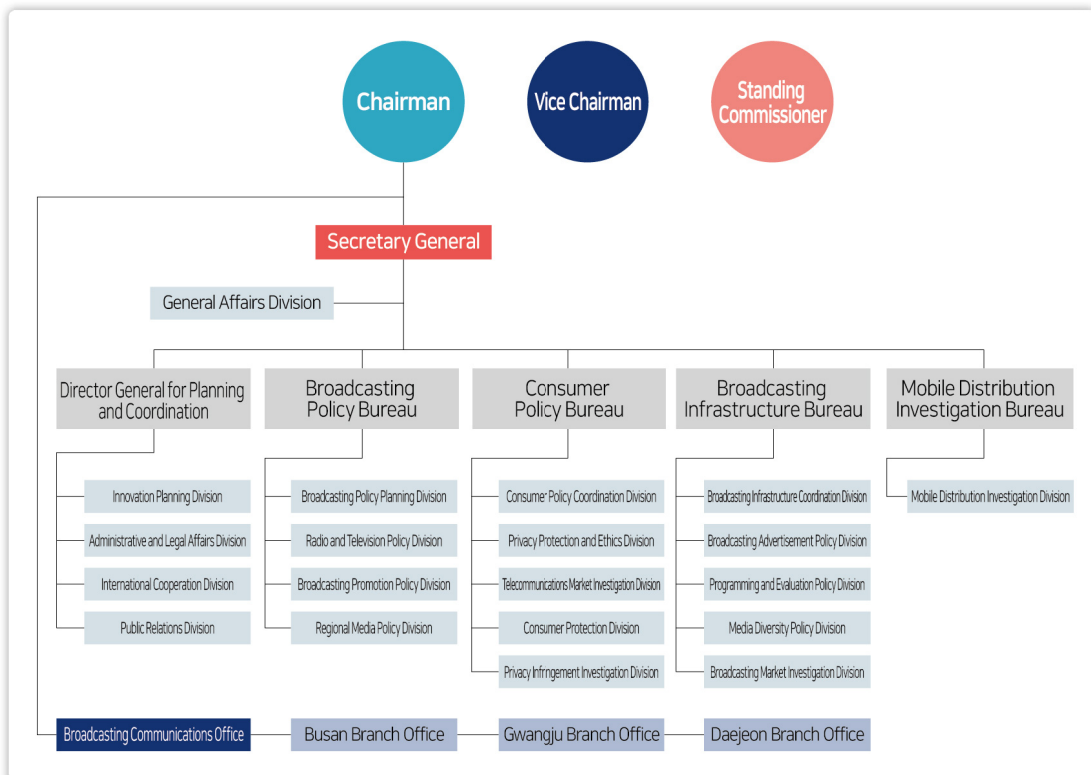 Chairman
Vice Chairman
Standing
Commissioner
Secretary General
General Affairs Division
Director General for Planning
and Coordination
Broadcasting
Policy Bureau
Consumer
Policy Bureau
Broadcasting
Infrastructure Bureau
Mobile Distribution
Investigation Bureau
Innovation Planning Division
Administrative and Legal Affairs Division
International Cooperation Division
Public Relations Division
Broadcasting Policy Planning Division
Radio and Television Policy Division
Broadcasting Promotion Policy Division
Regional Media Policy Division
Consumer Policy Coordination Division
Privacy Protection and Ethics Division
Telecommunications Market Investigation Division
Consumer Protection Division
Privacy Infrngement Investigation Division
Broadcasting Infrastructure Coordination Division
Broadcasting Advertisement Policy Division
Programming and Evaluation Policy Division
Media Diversity Policy Division
Broadcasting Market Investigation Division
Mobile Distribution Investigation Division
Broadcasting Communications Office
Busan Branch Office
Gwangju Branch Office
Daejeon Branch Office